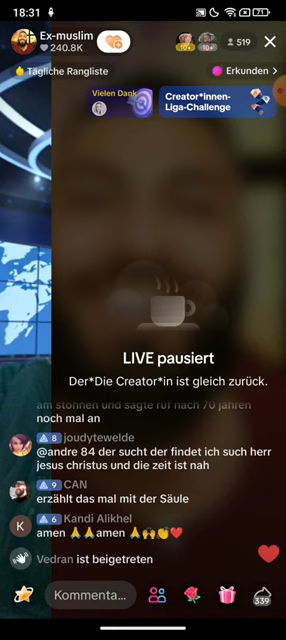 18:31
71
Ex-muslim
240.8K
10+
10+
519
Tägliche Rangliste
Erkunden >
Vielen Dank
Creator*innen-
Liga-Challenge
LIVE pausiert
Der*Die Creator*in ist gleich zurück.
am stöhnen und sagte ruf nach 70 jahren
noch mal an
8 joudytewelde
@andre 84 der sucht der findet ich such herr
jesus christus und die zeit ist nah
9 CAN
erzählt das mal mit der Säule
K
6 Kandi Alikhel
amen 🙏🙏amen 🙏🙌👏❤️
Vedran ist beigetreten
Kommenta...
339